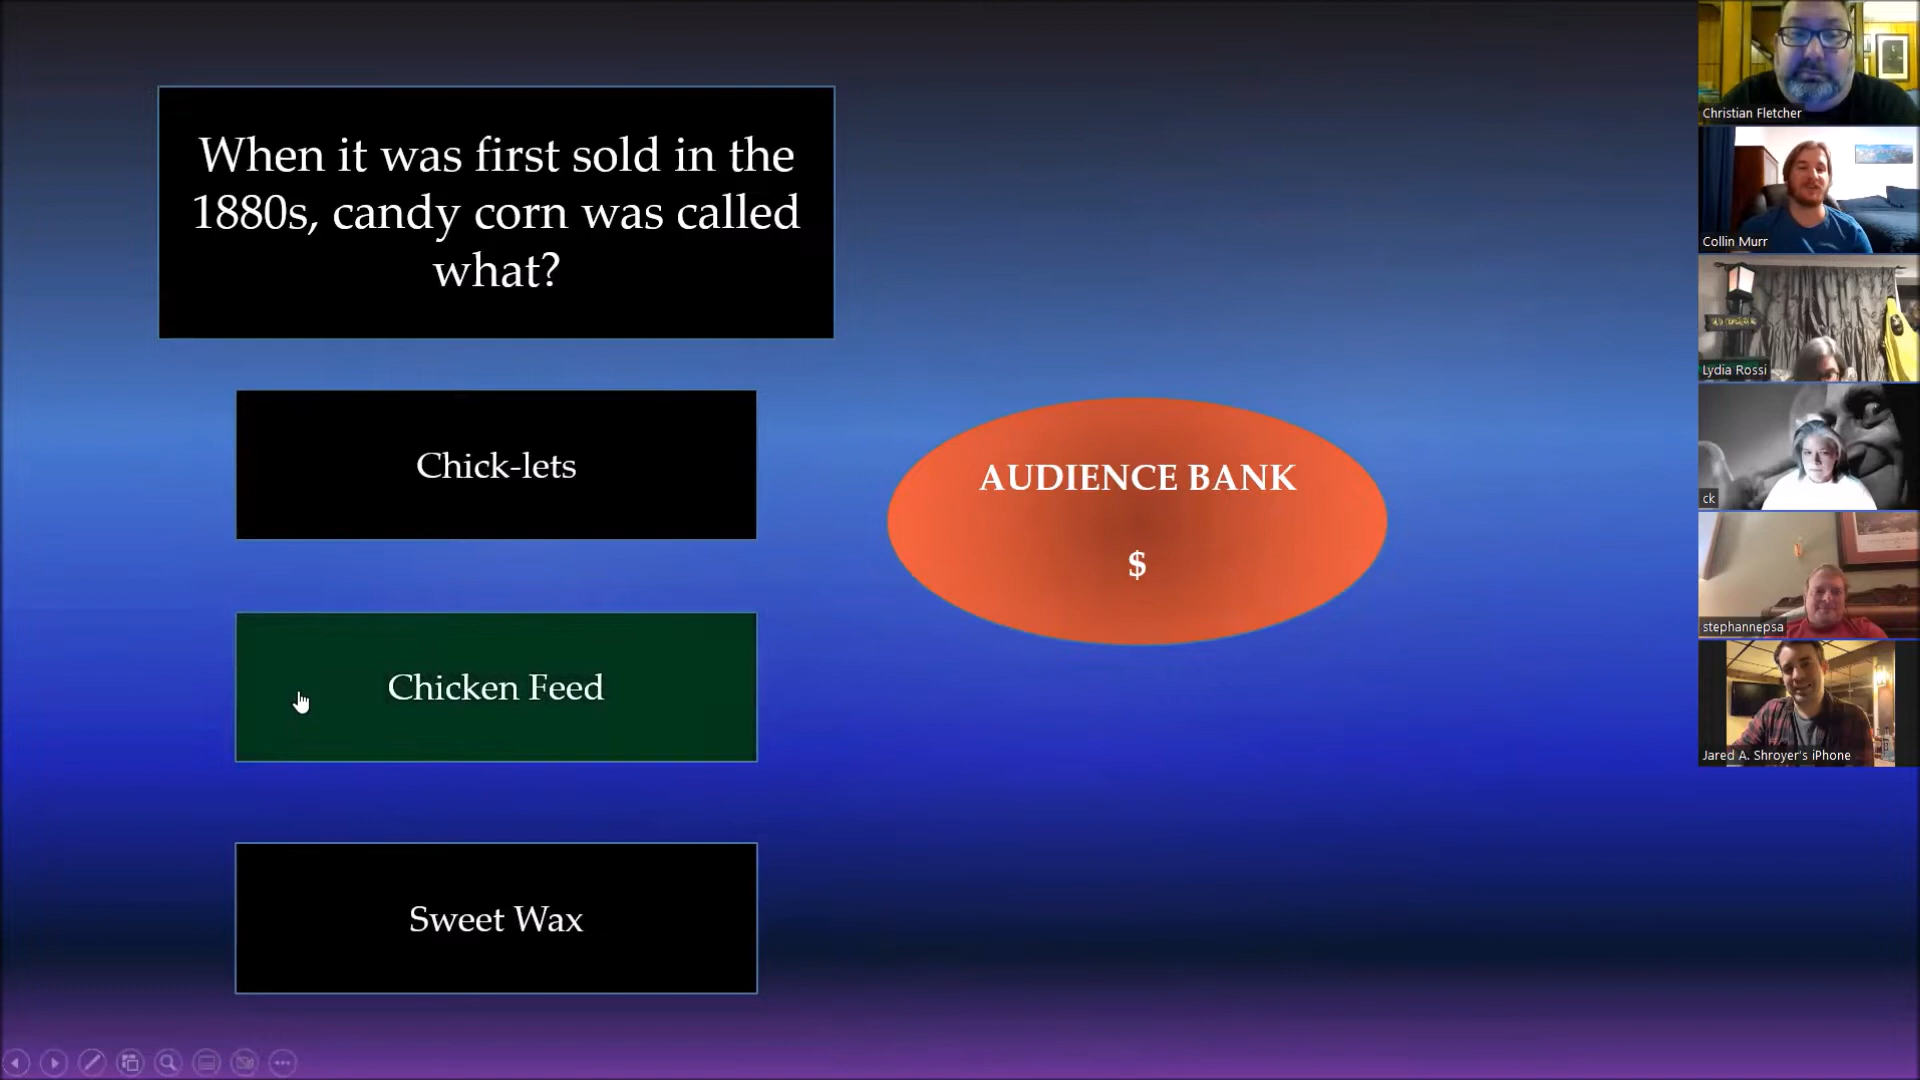 When it was first sold in the
1880s, candy corn was called
what?
Chick-lets
Chicken Feed
Sweet Wax
AUDIENCE BANK
$
Christian Fletcher
Collin Murr
Lydia Rossi
ck
stephannepsa
Jared A. Shroyer's iPhone